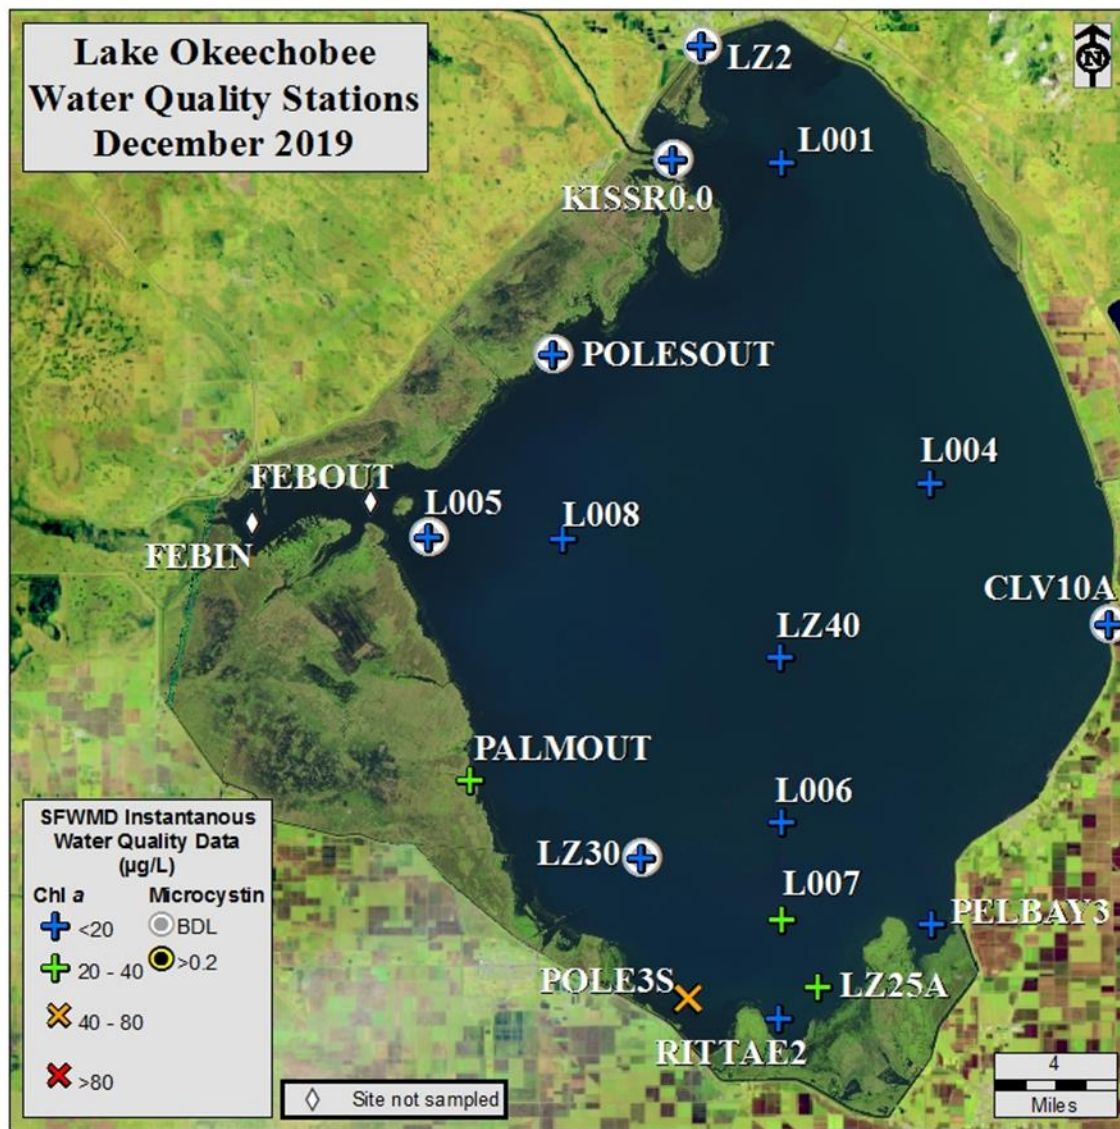 Lake Okeechobee
Water Quality Stations
December 2019
N
LZ2
L001
KISSR0.0
POLESOUT
L004
FEBOUT
L005
L008
FEBIN
CLV10A
LZ40
PALMOUT
L006
LZ30
L007
PELBAY3
POLE3S
LZ25A
RITTAE2
SFWMD Instantanous
Water Quality Data
(µg/L)
Chl a Microcystin
<20 BDL
20 - 40 >0.2
40 - 80
>80
Site not sampled
4
Miles